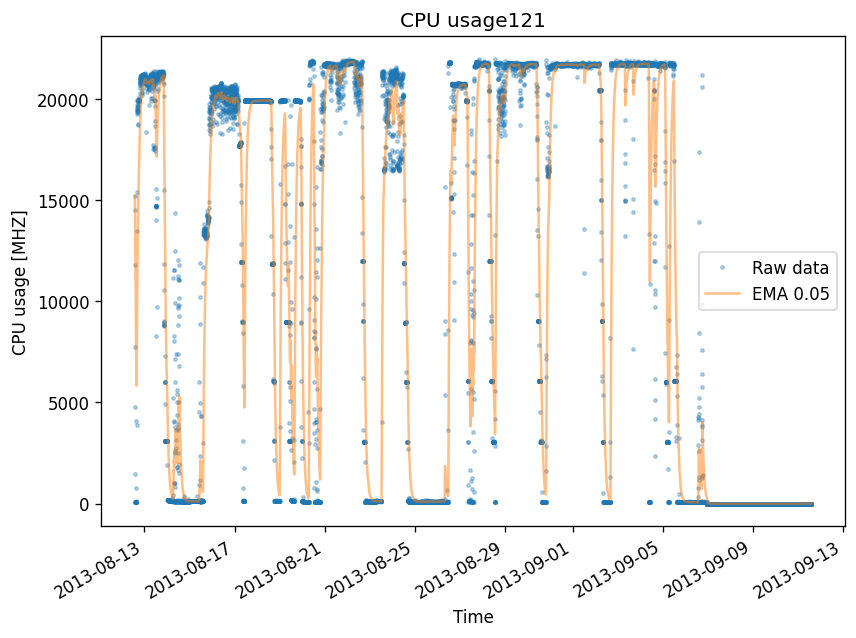 CPU usage121
CPU usage [MHZ]
20000
15000
10000
5000
0
Raw data
EMA 0.05
2013-08-13
2013-08-17
2013-08-21
2013-08-25
2013-08-29
2013-09-01
2013-09-05
2013-09-09
2013-09-13
Time